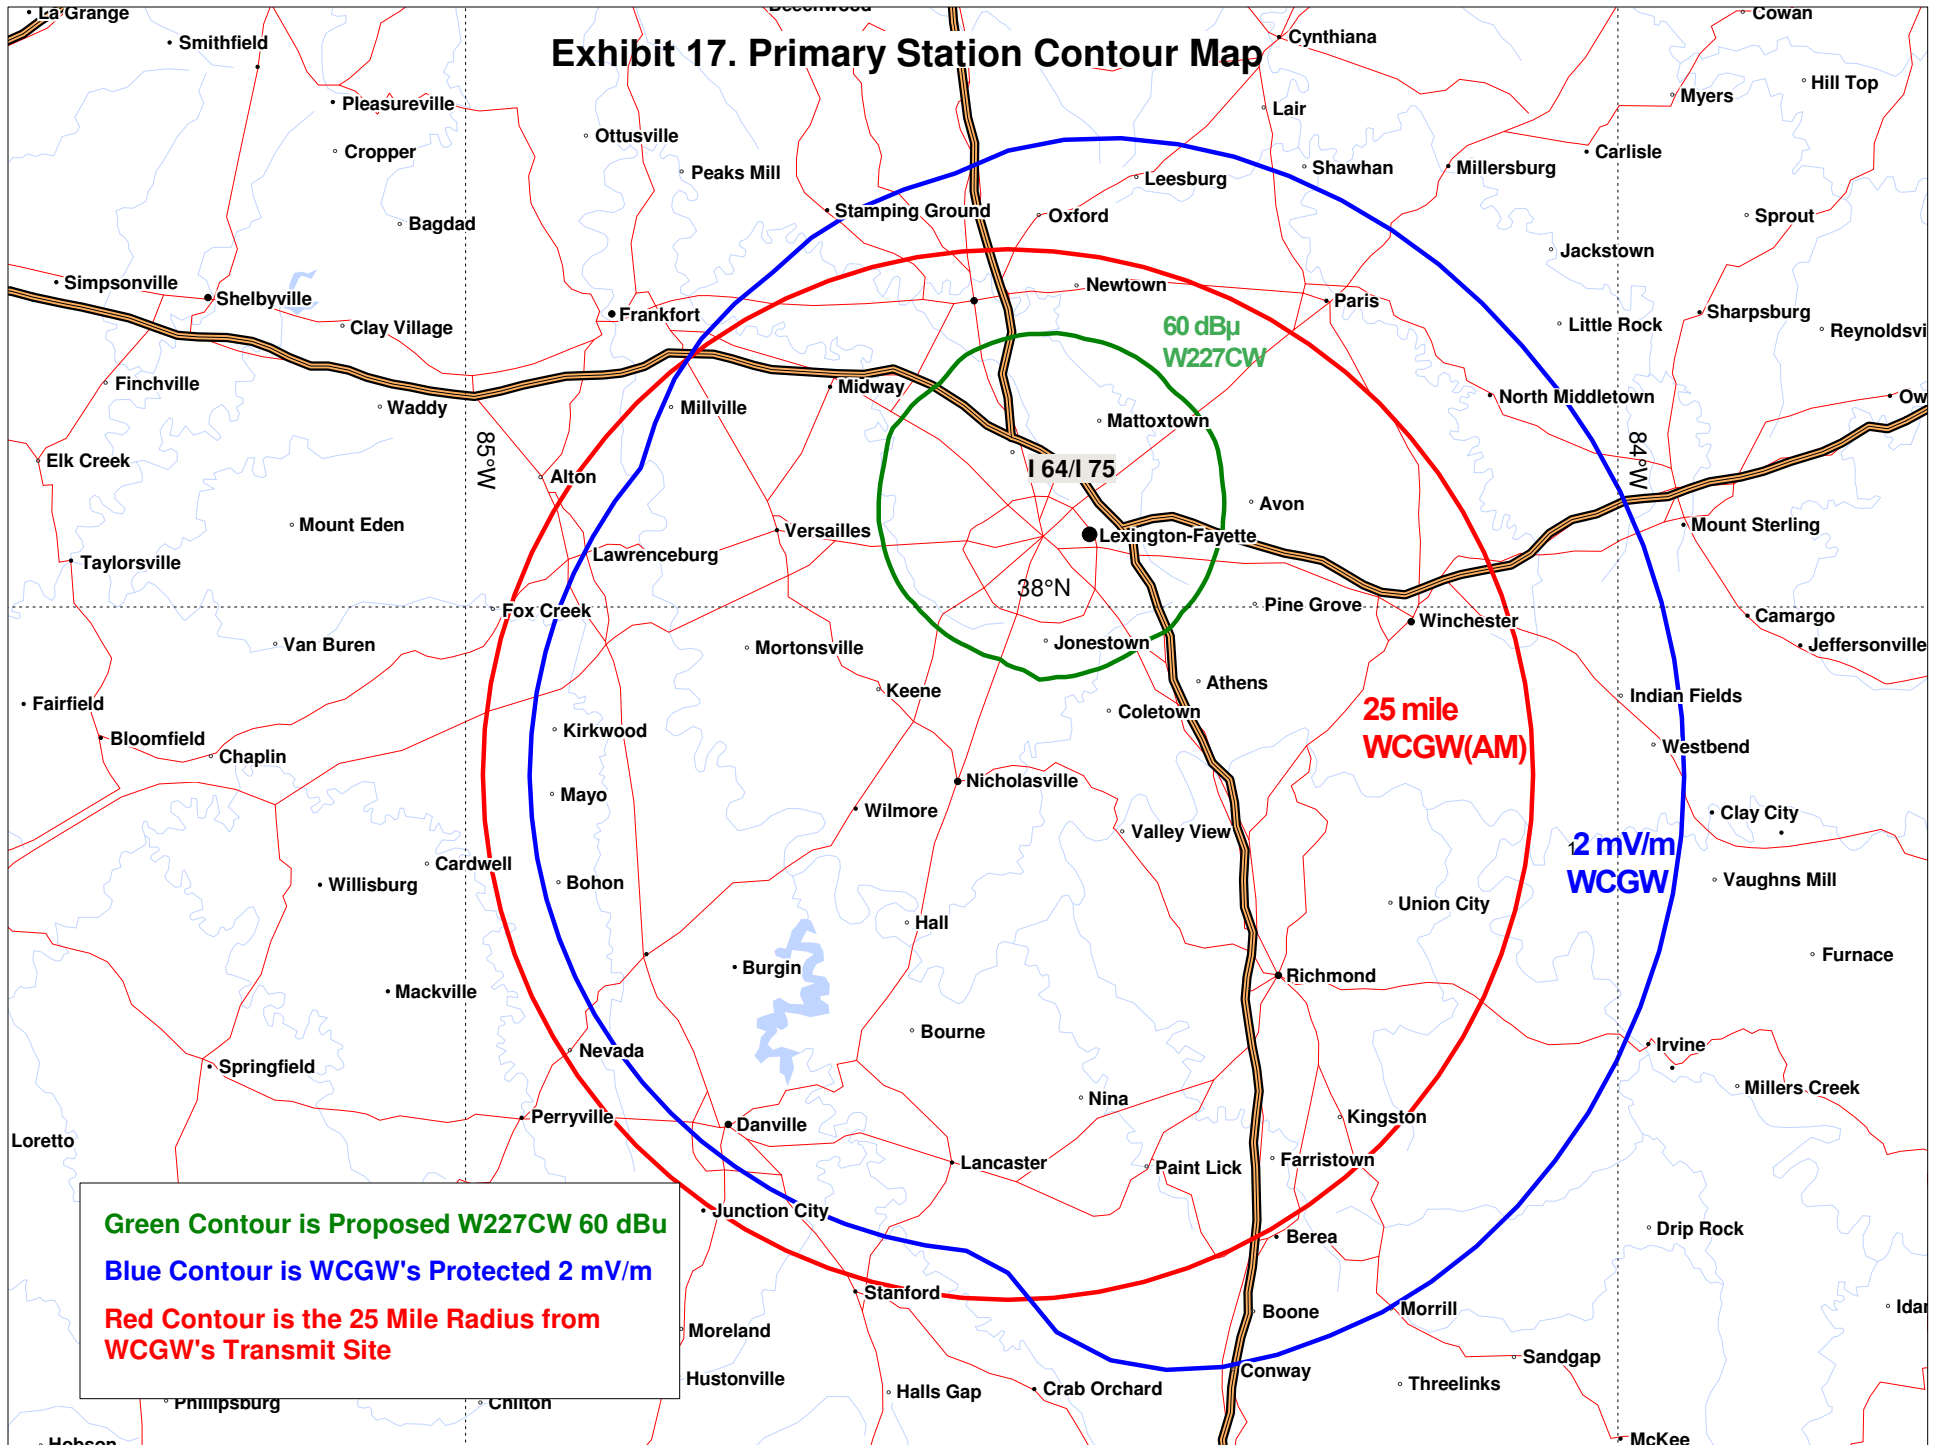 La Grange
Beechwood
Cowan
Smithfield
Exhibit 17. Primary Station Contour Map
Cynthiana
Pleasureville
Lair
Myers
Hill Top
Ottusville
Cropper
Peaks Mill
Leesburg
Shawhan
Millersburg
Carlisle
Bagdad
Stamping Ground
Oxford
Sprout
Jackstown
Simpsonville
Shelbyville
Newtown
Paris
Frankfort
Clay Village
60 dBµ
W227CW
Little Rock
Sharpsburg
Reynoldsvi
Finchville
Waddy
Millville
Midway
North Middletown
Ow
Mattoxtown
85°W
84°W
Elk Creek
Alton
I 64/I 75
Avon
Mount Eden
Versailles
Lexington-Fayette
Mount Sterling
Taylorsville
Lawrenceburg
38°N
Fox Creek
Pine Grove
Winchester
Camargo
Van Buren
Mortonsville
Jonestown
Jeffersonville
Fairfield
Keene
Athens
Indian Fields
Coletown
25 mile
WCGW(AM)
Bloomfield
Chaplin
Kirkwood
Westbend
Nicholasville
Mayo
Wilmore
Valley View
Clay City
12 mV/m
WCGW
Cardwell
Willisburg
Bohon
Vaughns Mill
Union City
Hall
Burgin
Furnace
Mackville
Richmond
Bourne
Nevada
Irvine
Springfield
Millers Creek
Nina
Perryville
Danville
Kingston
Loretto
Lancaster
Paint Lick
Farristown
Junction City
Drip Rock
Berea
Green Contour is Proposed W227CW 60 dBu
Blue Contour is WCGW's Protected 2 mV/m
Red Contour is the 25 Mile Radius from
WCGW's Transmit Site
Stanford
Boone
Morrill
Idar
Moreland
Sandgap
Hustonville
Conway
Threelinks
Halls Gap
Crab Orchard
Phillipsburg
Chilton
Hobson
McKee